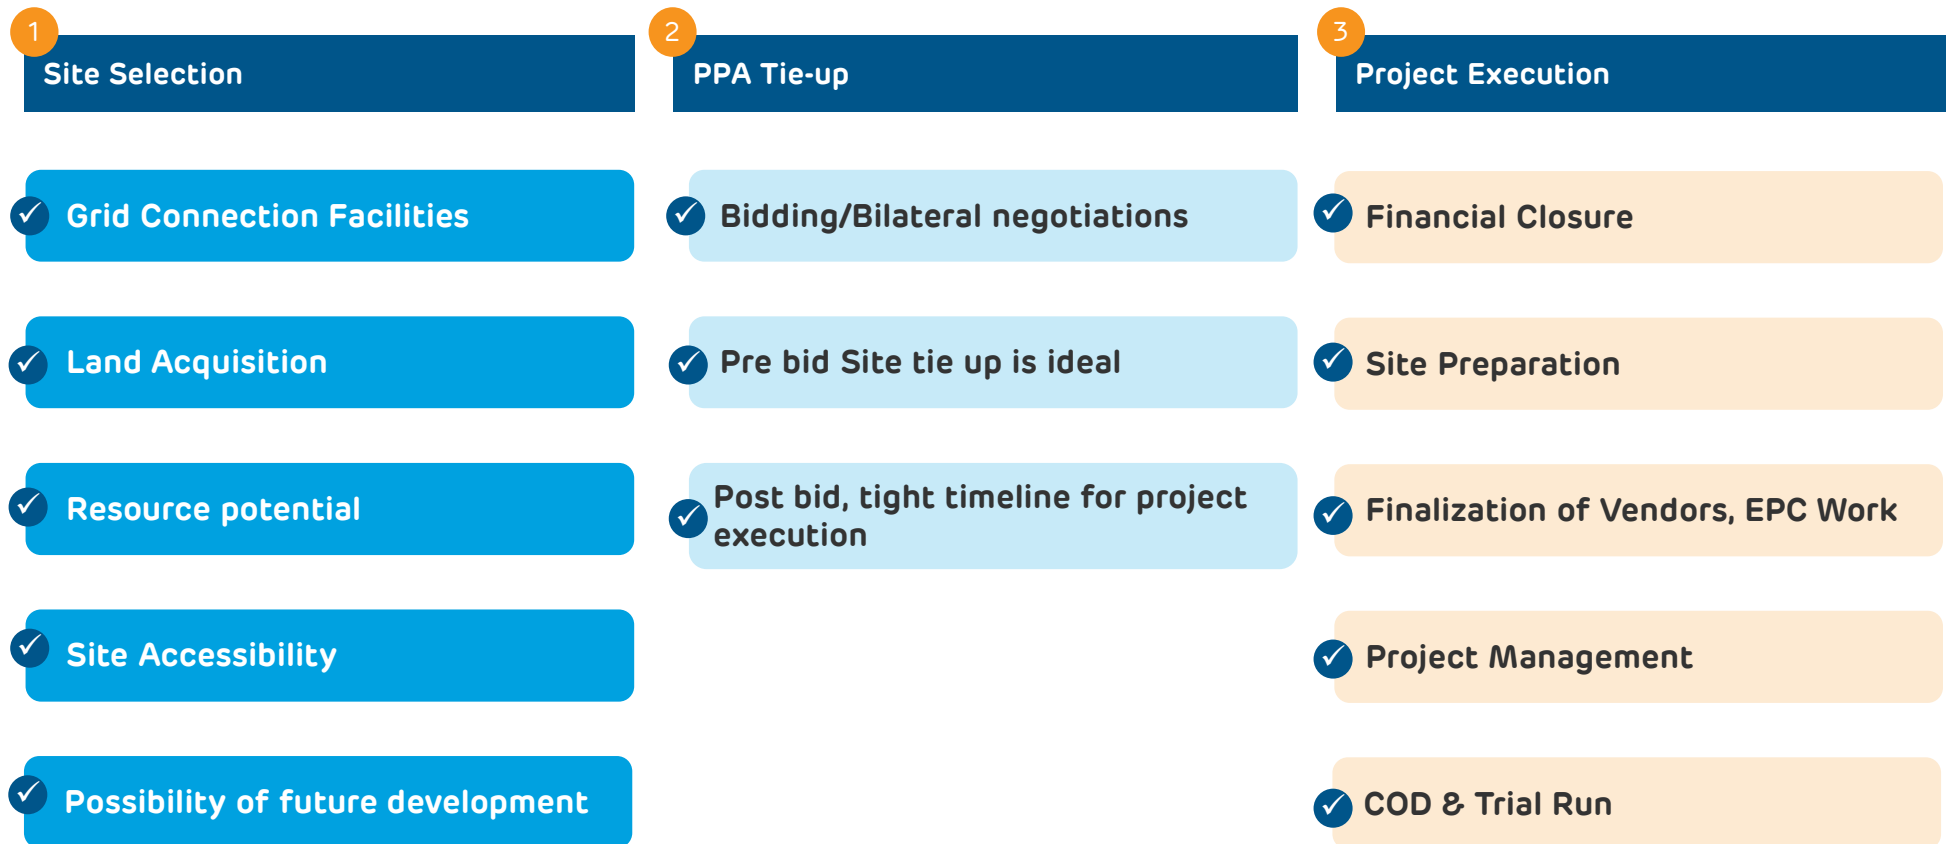 1
Site Selection
Grid Connection Facilities
Land Acquisition
Resource potential
Site Accessibility
Possibility of future development
2
PPA Tie-up
Bidding/Bilateral negotiations
Pre bid Site tie up is ideal
Post bid, tight timeline for project
execution
3
Project Execution
Financial Closure
Site Preparation
Finalization of Vendors, EPC Work
Project Management
COD & Trial Run